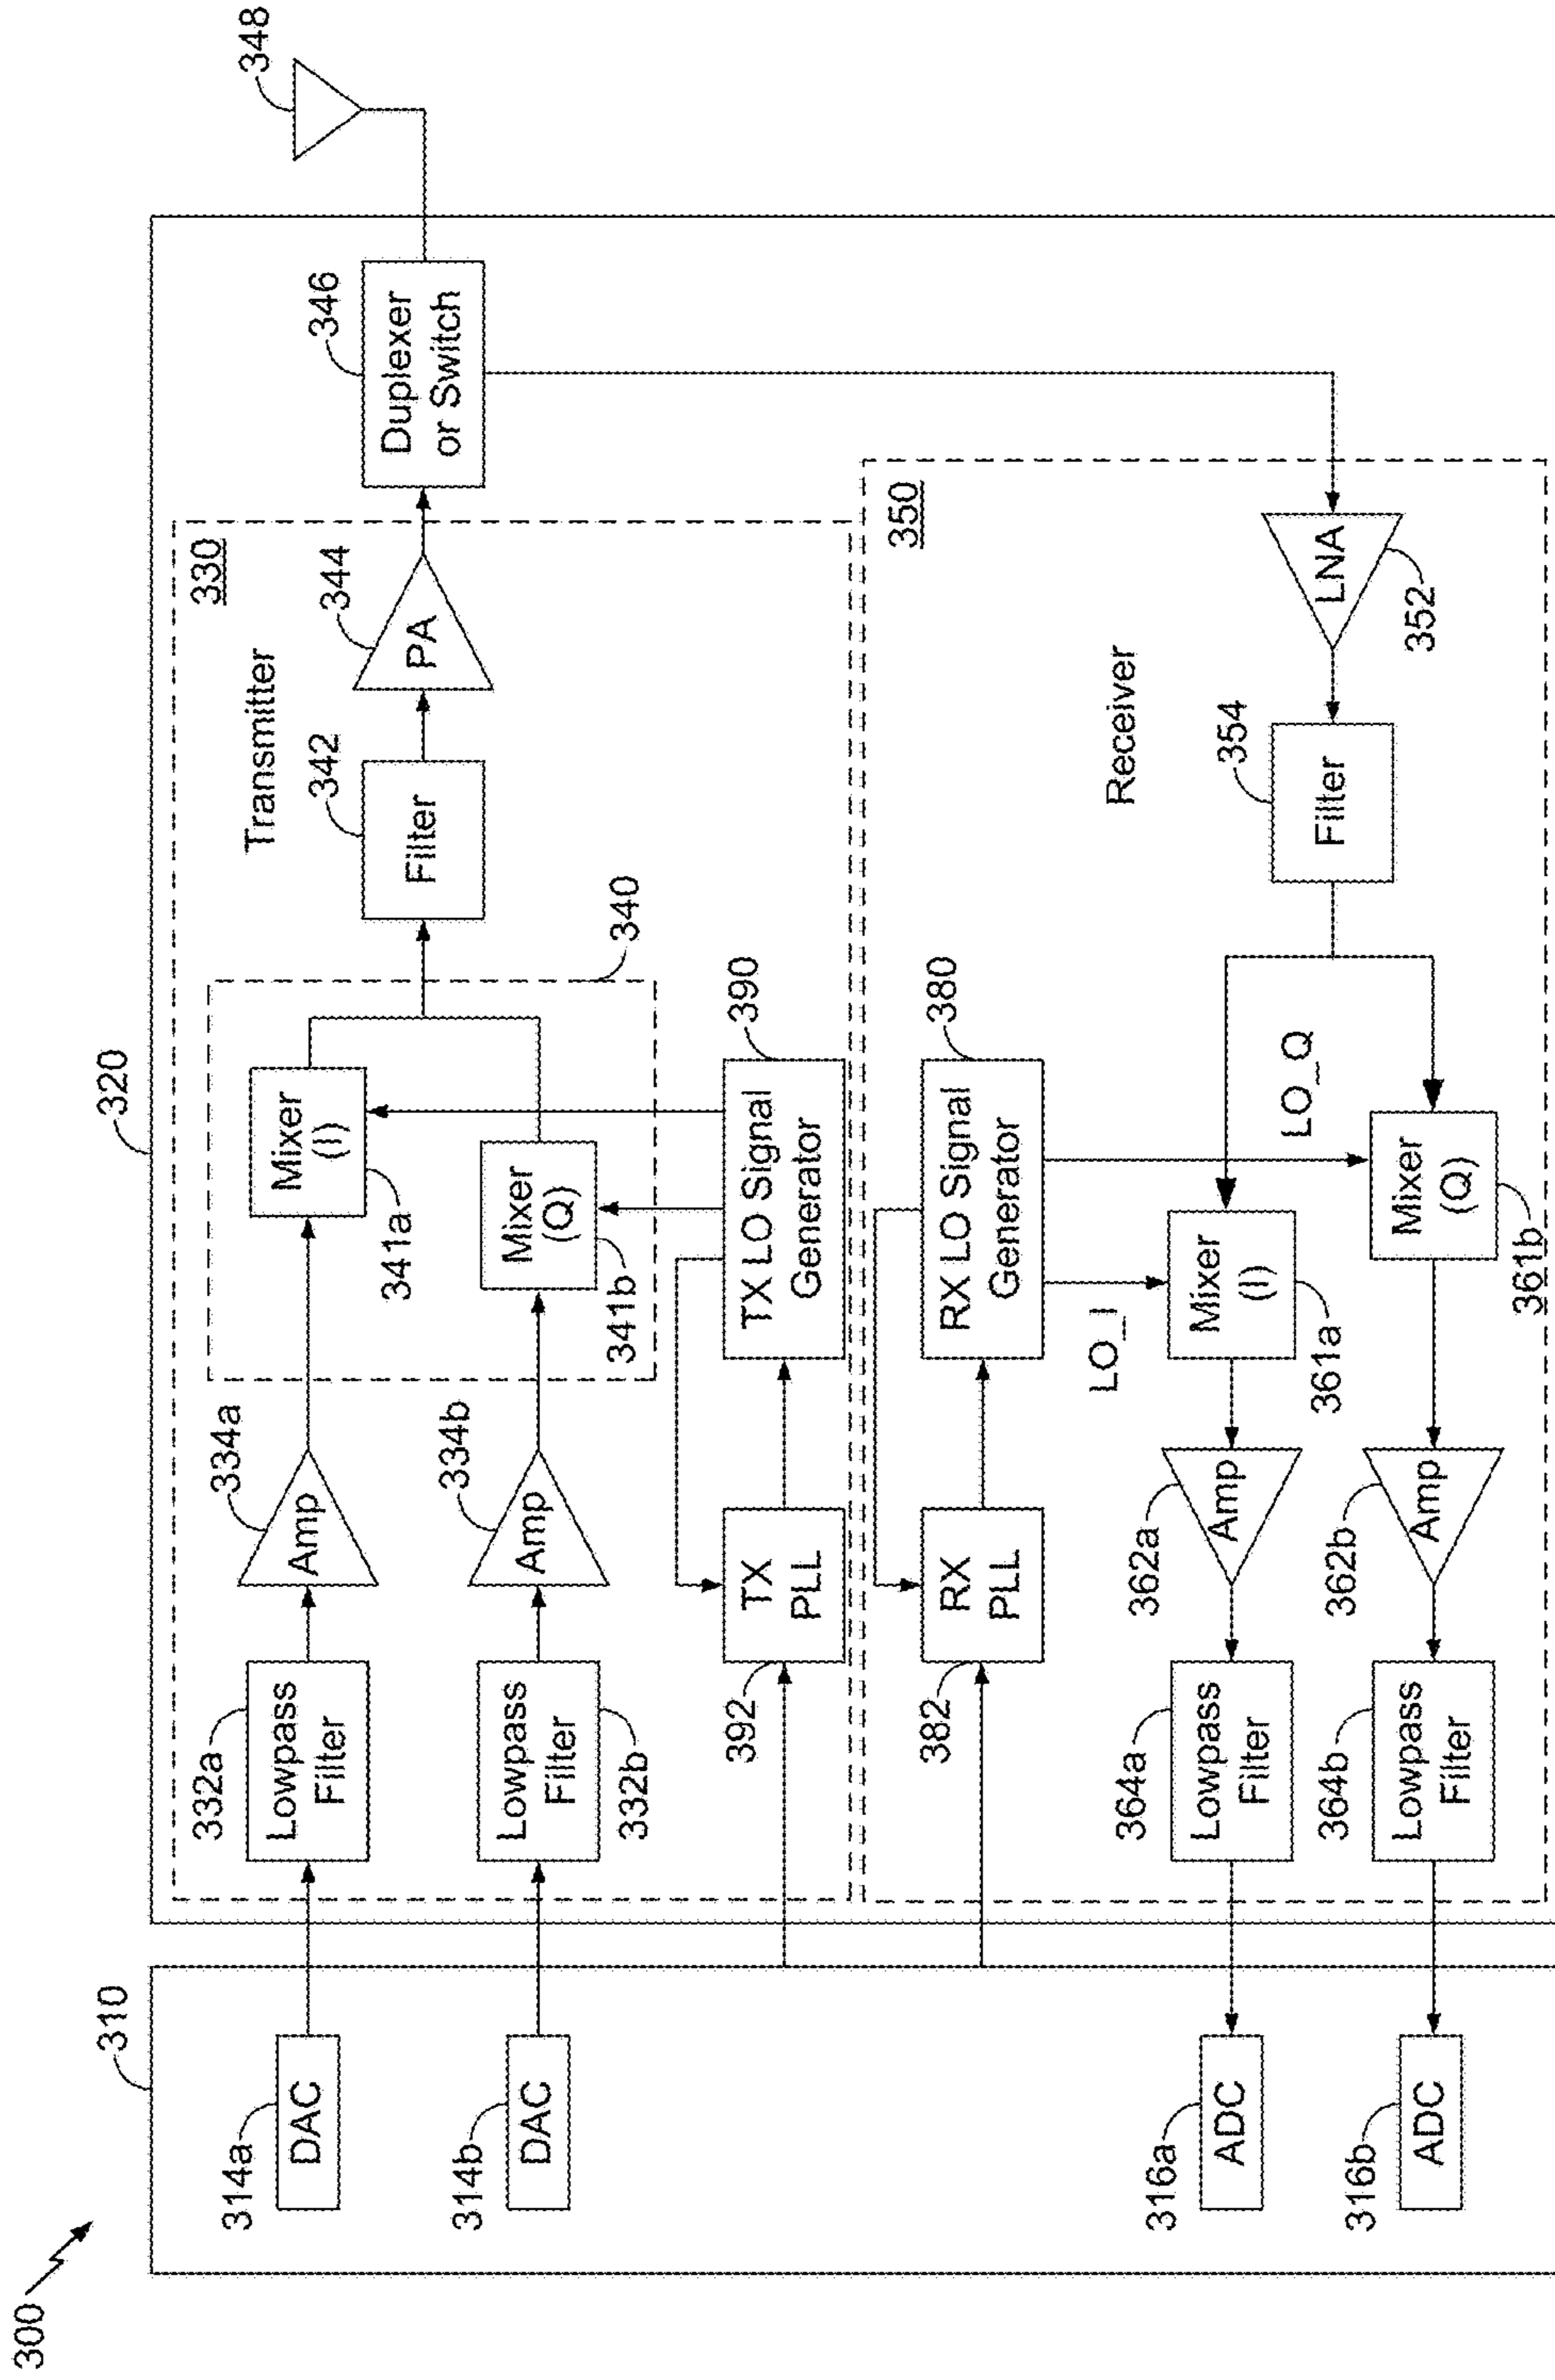 300
310
320
348
314a
DAC
332a
Lowpass
Filter
334a
Amp
Mixer
(I)
341a
340
Transmitter
330
342
Filter
344
PA
346
Duplexer
or Switch
314b
DAC
Lowpass
Filter
332b
334b
Amp
Mixer
(Q)
341b
392
TX
PLL
TX LO Signal
Generator
390
350
382
RX
PLL
RX LO Signal
Generator
380
Receiver
LO_I
LO_Q
316a
ADC
364a
Lowpass
Filter
362a
Amp
Mixer
(I)
361a
354
Filter
LNA
352
316b
ADC
364b
Lowpass
Filter
362b
Amp
Mixer
(Q)
361b